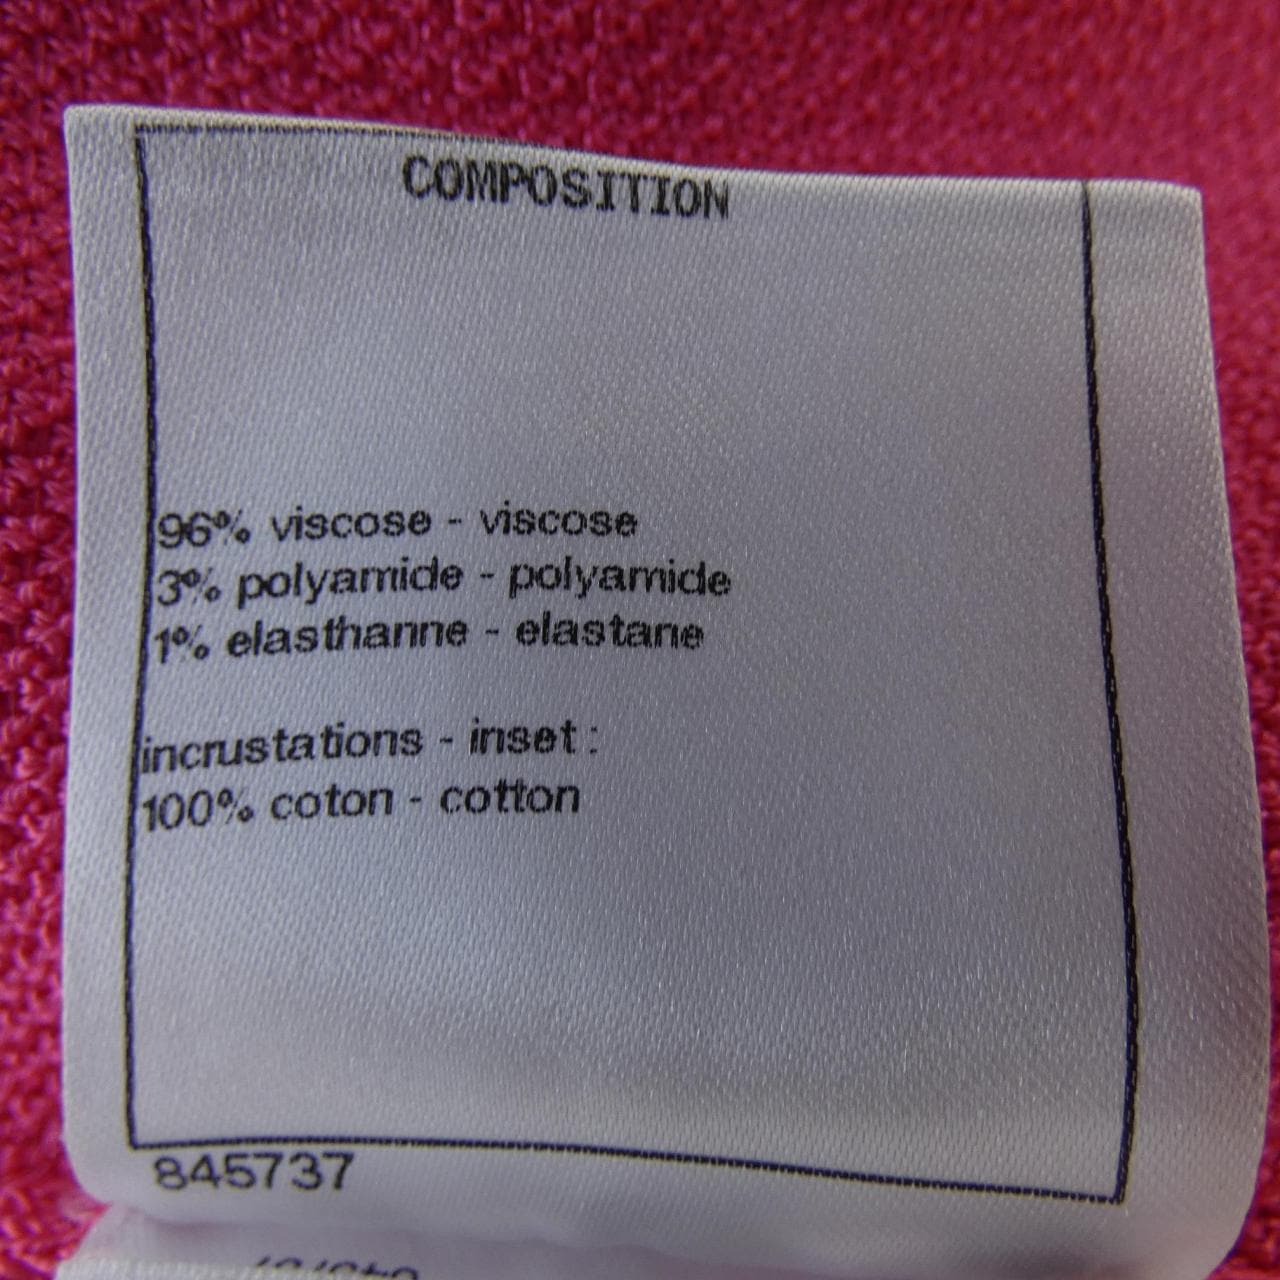 COMPOSITION
96% viscose - viscose
3% polyamide - polyamide
1% elasthanne - elastane
incrustations - inset :
100% coton - cotton
845737